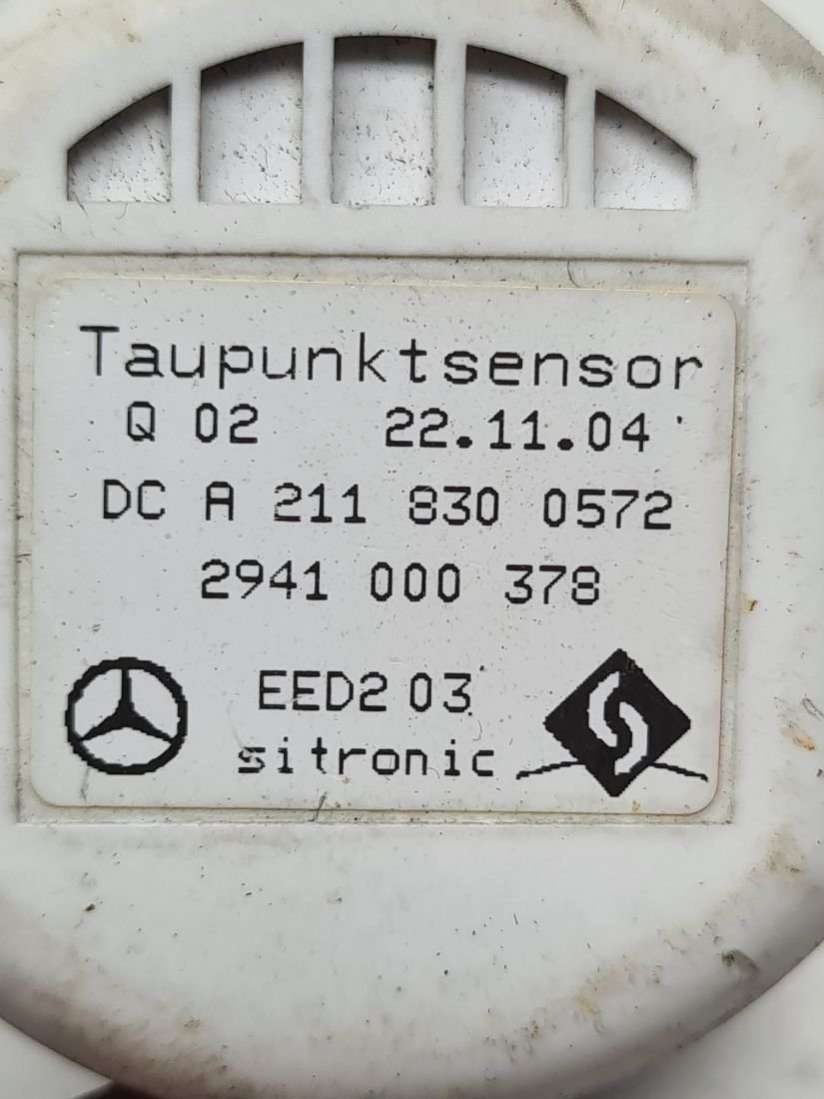 Taupunktsensor
Q 02 22.11.04
DC A 211 830 0572
2941 000 378
EED2 03
sitronic